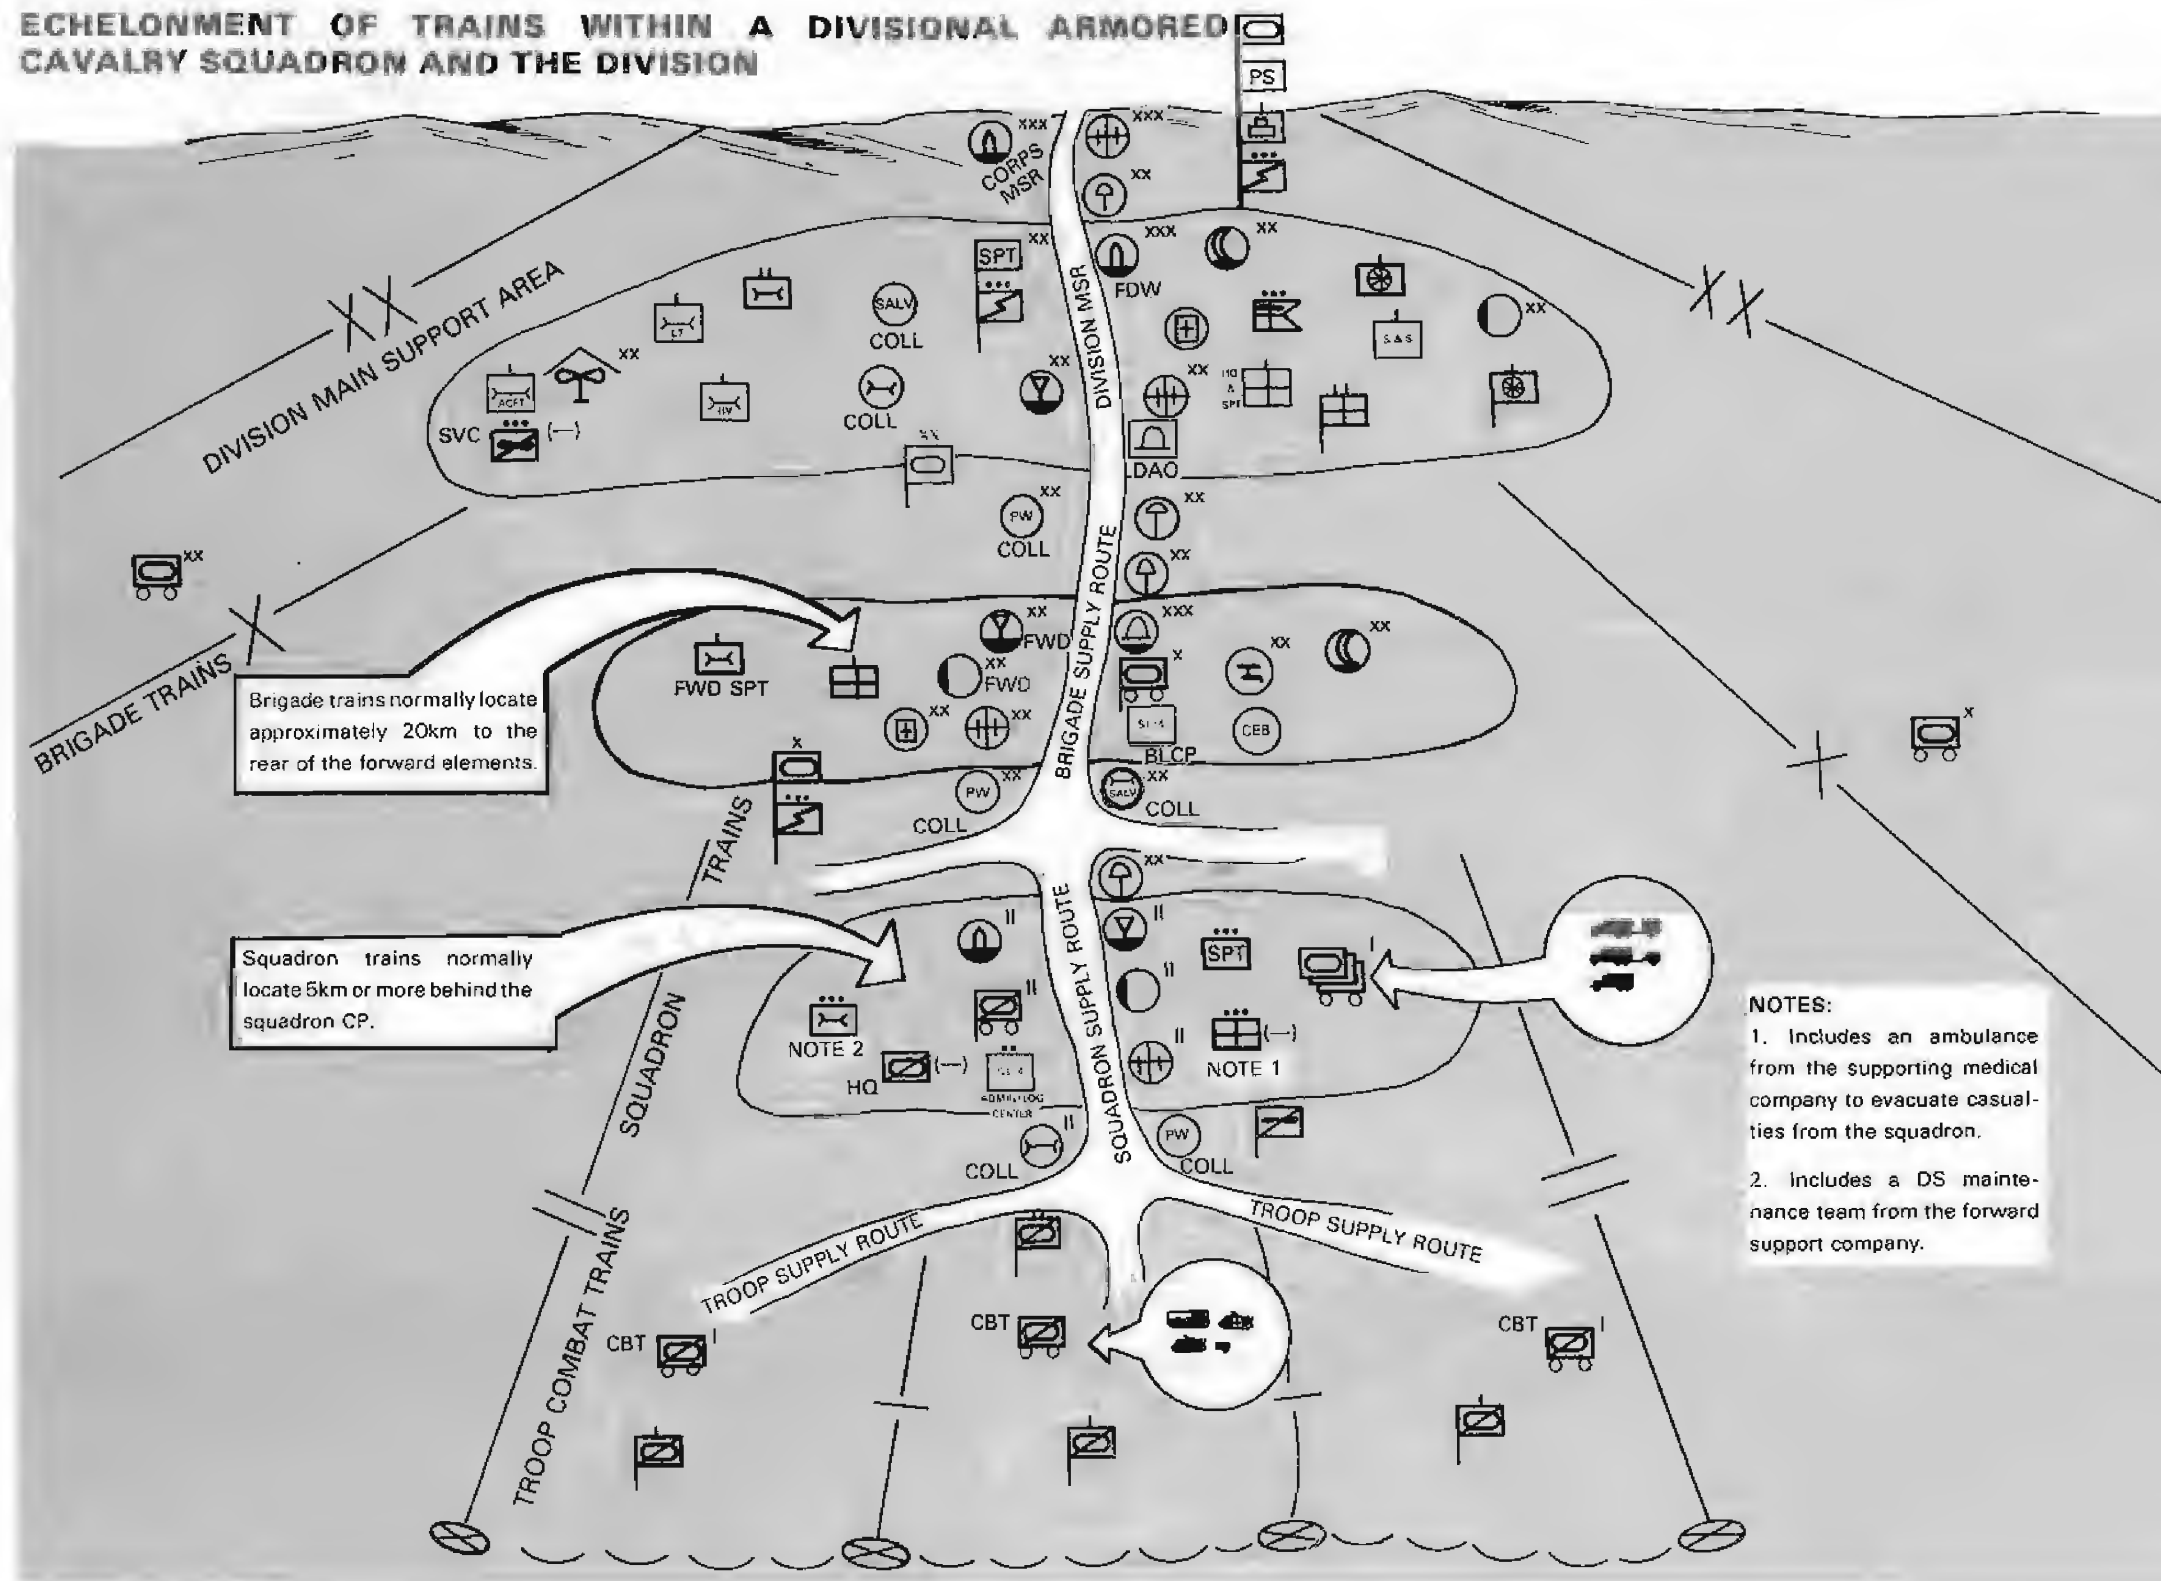 ECHELONMENT OF TRAINS WITHIN A DIVISIONAL ARMORED
CAVALRY SQUADRON AND THE DIVISION
PS
XXX
XXX
CORPS
MSR
XX
SPT
XX
XXX
XX
FDW
DIVISION MSR
XX
DIVISION MAIN SUPPORT AREA
SALV
COLL
LT
S & S
XX
XX
XX
XX
HQ
&
SPT
ACFT
HV
COLL
SVC
(—)
XX
DAO
XX
PW
COLL
XX
XX
XX
BRIGADE SUPPLY ROUTE
X
BRIGADE TRAINS
Brigade trains normally locate
approximately 20km to the
rear of the forward elements.
XX
FWD
XXX
XX
XX
FWD SPT
XX
FWD
X
XX
XX
CEB
BLCP
X
X
PW
XX
COLL
SALV
XX
COLL
TRAINS
XX
SQUADRON
Squadron trains normally
locate 5km or more behind the
squadron CP.
SQUADRON SUPPLY ROUTE
II
II
SPT
I
II
II
NOTE 2
HQ
(—)
ADMIN/LOG
CENTER
II
(—)
NOTE 1
II
COLL
PW
COLL
NOTES:
1. Includes an ambulance
from the supporting medical
company to evacuate casual-
ties from the squadron.
2. Includes a DS mainte-
nance team from the forward
support company.
TROOP SUPPLY ROUTE
TROOP SUPPLY ROUTE
TROOP COMBAT TRAINS
CBT
I
CBT
CBT
I